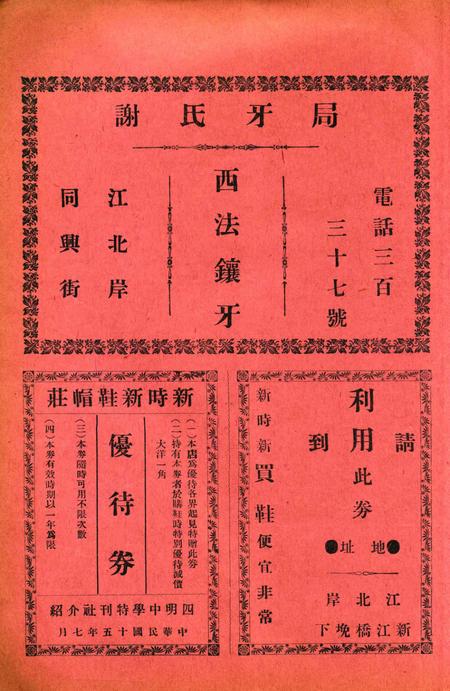 謝氏牙局
電話三百
三十七號
西法鑲牙
江北岸
同興街
請到
利用此券
●地址●
江北岸
新江橋堍下
新時新買鞋便宜非常
新時新鞋帽莊
(一)本店爲優待各界起見特贈此券
(二)持有本券者於購鞋時特別優待減價
大洋一角
優待券
(三)本券隨時可用不限次數
(四)本券有效時期以一年爲限
四明中學特刊社介紹
中華民國十五年七月